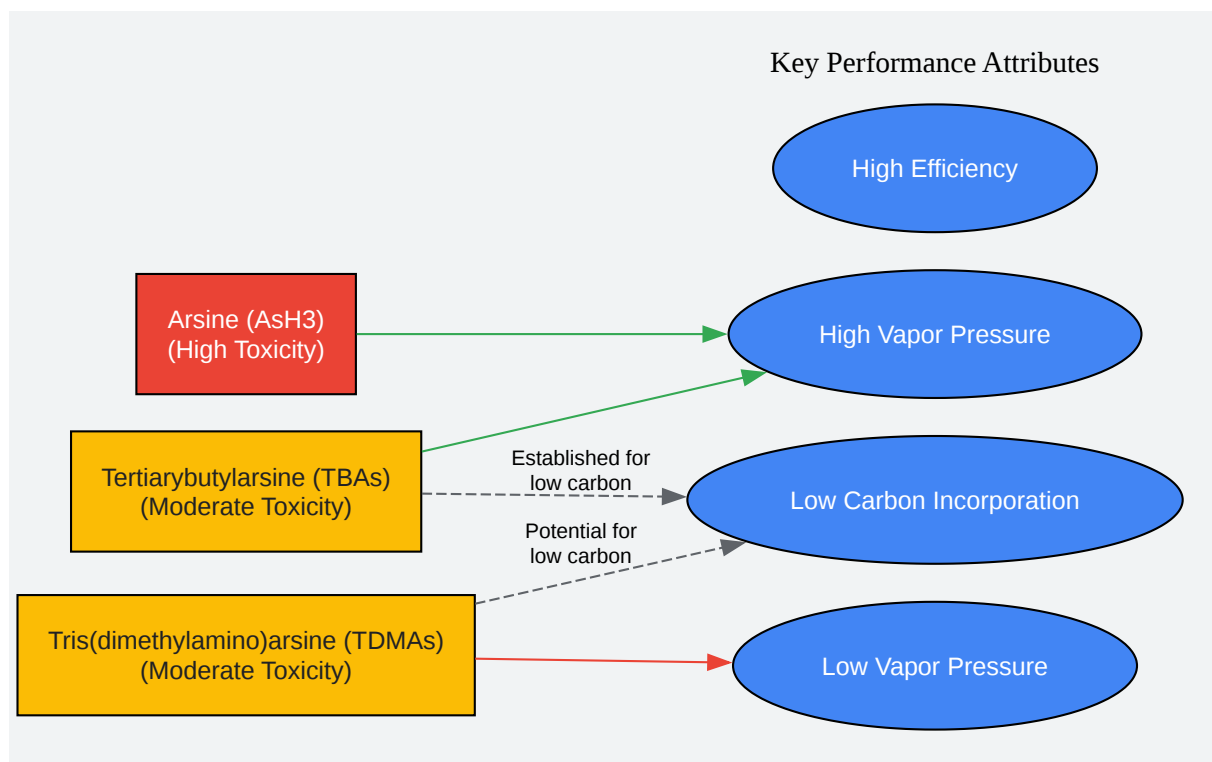 Key Performance Attributes
High Efficiency
Arsine (AsH3)
(High Toxicity)
High Vapor Pressure
Tertiarybutylarsine (TBAs)
(Moderate Toxicity)
Established for
low carbon
Low Carbon Incorporation
Potential for
low carbon
Tris(dimethylamino)arsine (TDMAs)
(Moderate Toxicity)
Low Vapor Pressure